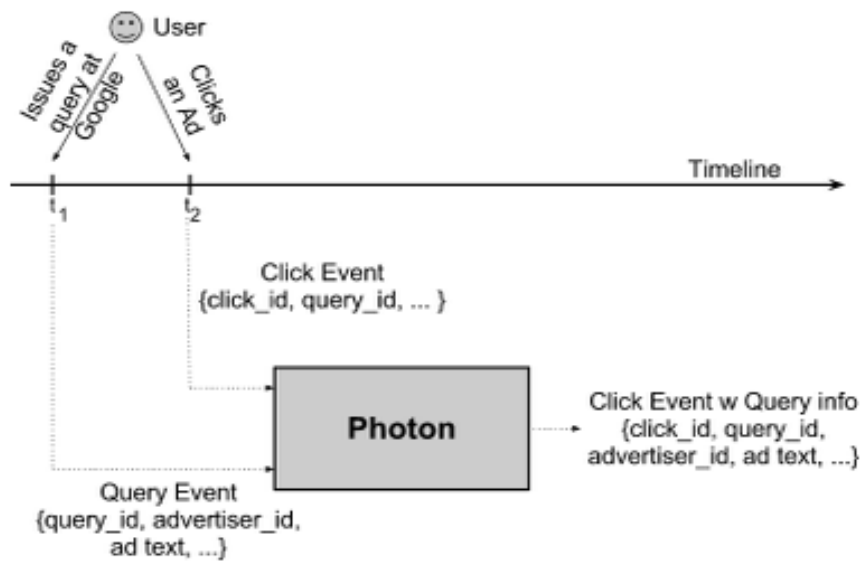 User
Issues a
query at
Google
Clicks
an Ad
Timeline
t1
t2
Click Event
{click_id, query_id, ... }
Photon
Click Event w Query info
{click_id, query_id,
advertiser_id, ad text, ...}
Query Event
{query_id, advertiser_id,
ad text, ...}